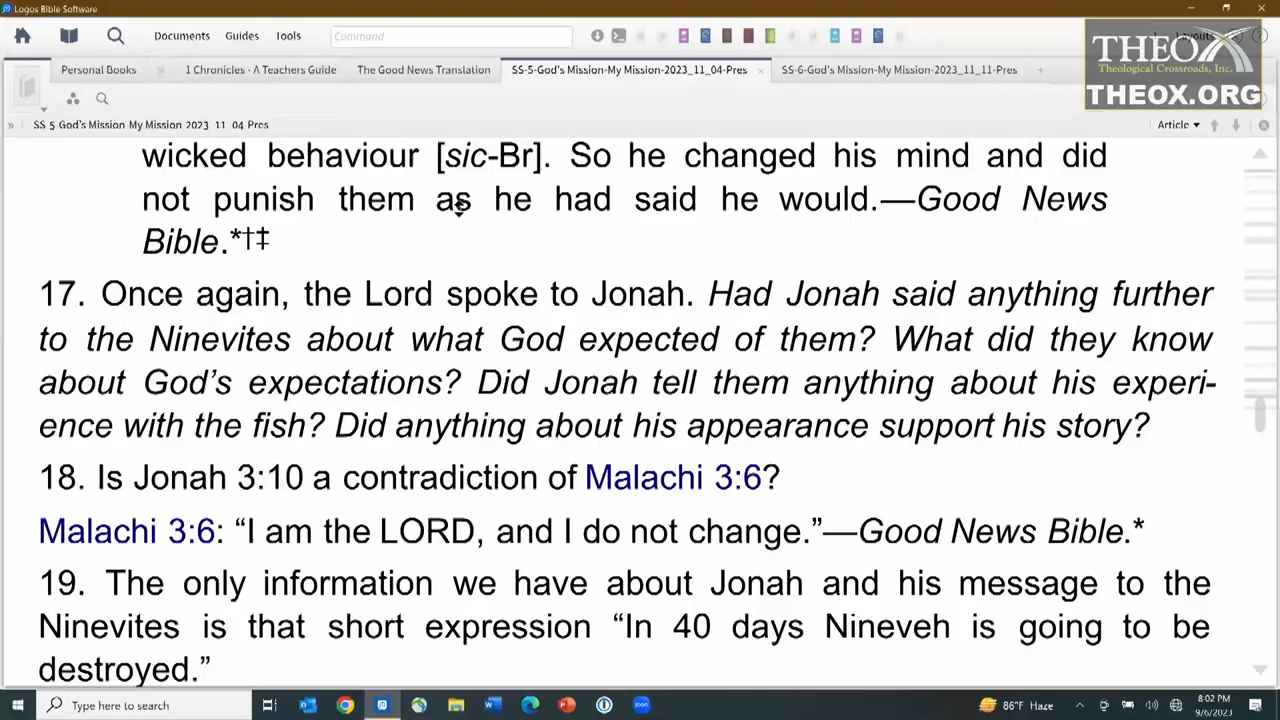 Logos Bible Software
Documents Guides Tools Command Layouts
THEOX
Theological Crossroads, Inc.
THEOX.ORG
Personal Books 1 Chronicles - A Teachers Guide The Good News Bible SS-5-God's Mission-My Mission-2023_11_04-Pres SS-6-God's Mission-My Mission-2023_11_11-Pres
SS 5 God's Mission-My Mission 2023 11 04 Pres Article
wicked behaviour [sic-Br]. So he changed his mind and did
not punish them as he had said he would.—Good News
Bible.*†‡
17. Once again, the Lord spoke to Jonah. Had Jonah said anything further
to the Ninevites about what God expected of them? What did they know
about God's expectations? Did Jonah tell them anything about his experi-
ence with the fish? Did anything about his appearance support his story?
18. Is Jonah 3:10 a contradiction of Malachi 3:6?
Malachi 3:6: “I am the LORD, and I do not change.”—Good News Bible.*
19. The only information we have about Jonah and his message to the
Ninevites is that short expression “In 40 days Nineveh is going to be
destroyed.”
Type here to search zoom 86°F Haze 8:02 PM
9/6/2023